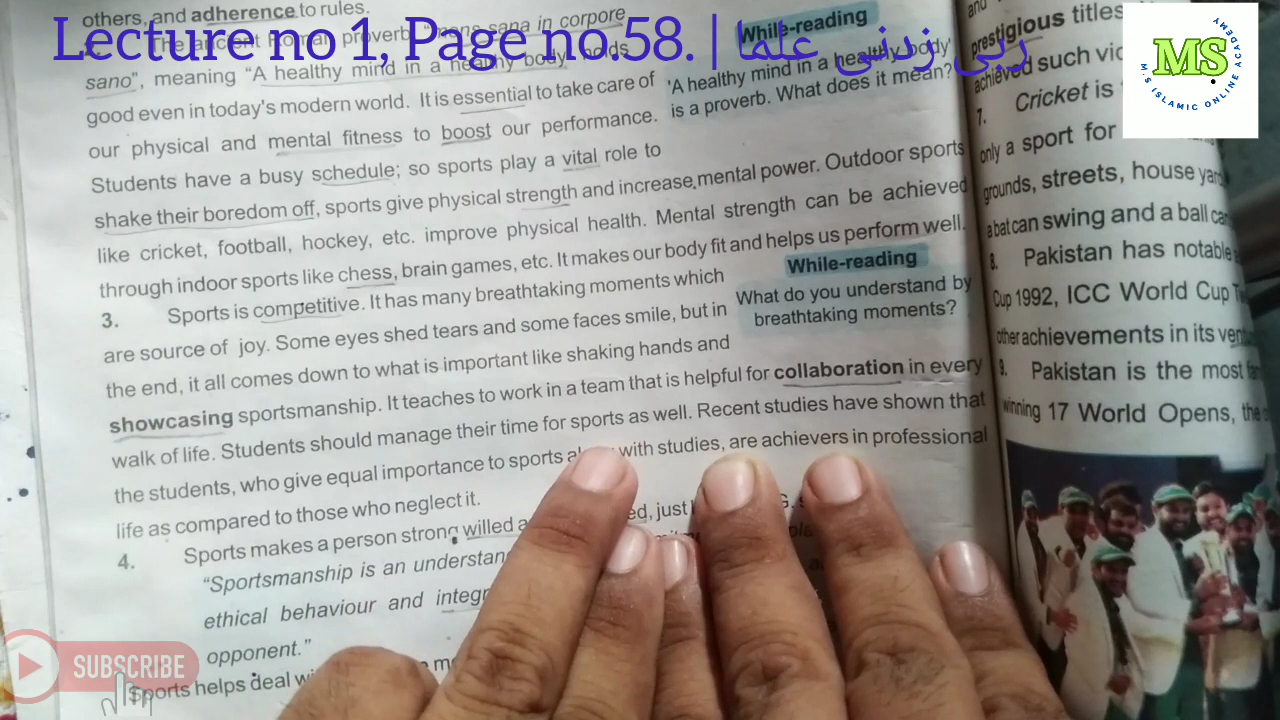 others, and adherence to rules.
Lecture no 1, Page no.58. | ربی زدنی علما
The ancient Roman proverb, "mens sana in corpore
sano", meaning "A healthy mind in a healthy body" holds
good even in today's modern world. It is essential to take care of
our physical and mental fitness to boost our performance.
Students have a busy schedule; so sports play a vital role to
shake their boredom off, sports give physical strength and increase mental power. Outdoor sports
like cricket, football, hockey, etc. improve physical health. Mental strength can be achieved
through indoor sports like chess, brain games, etc. It makes our body fit and helps us perform well.
While-reading
'A healthy mind in a healthy body'
is a proverb. What does it mean?
3. Sports is competitive. It has many breathtaking moments which
are source of joy. Some eyes shed tears and some faces smile, but in
the end, it all comes down to what is important like shaking hands and
showcasing sportsmanship. It teaches to work in a team that is helpful for collaboration in every
walk of life. Students should manage their time for sports as well. Recent studies have shown that
the students, who give equal importance to sports with studies, are achievers in professional
life as compared to those who neglect it.
While-reading
What do you understand by
breathtaking moments?
4. Sports makes a person strong willed just
"Sportsmanship is an
ethical behaviour and
opponent."
Sports helps deal
and
prestigious titles
achieved such
7. Cricket is
only a sport for
grounds, streets, house
a bat can swing and a ball
8. Pakistan has notable
Cup 1992, ICC World Cup
other achievements in its
9. Pakistan is the most
winning 17 World Opens, the
MS
M.S ISLAMIC ONLINE ACADEMY
SUBSCRIBE